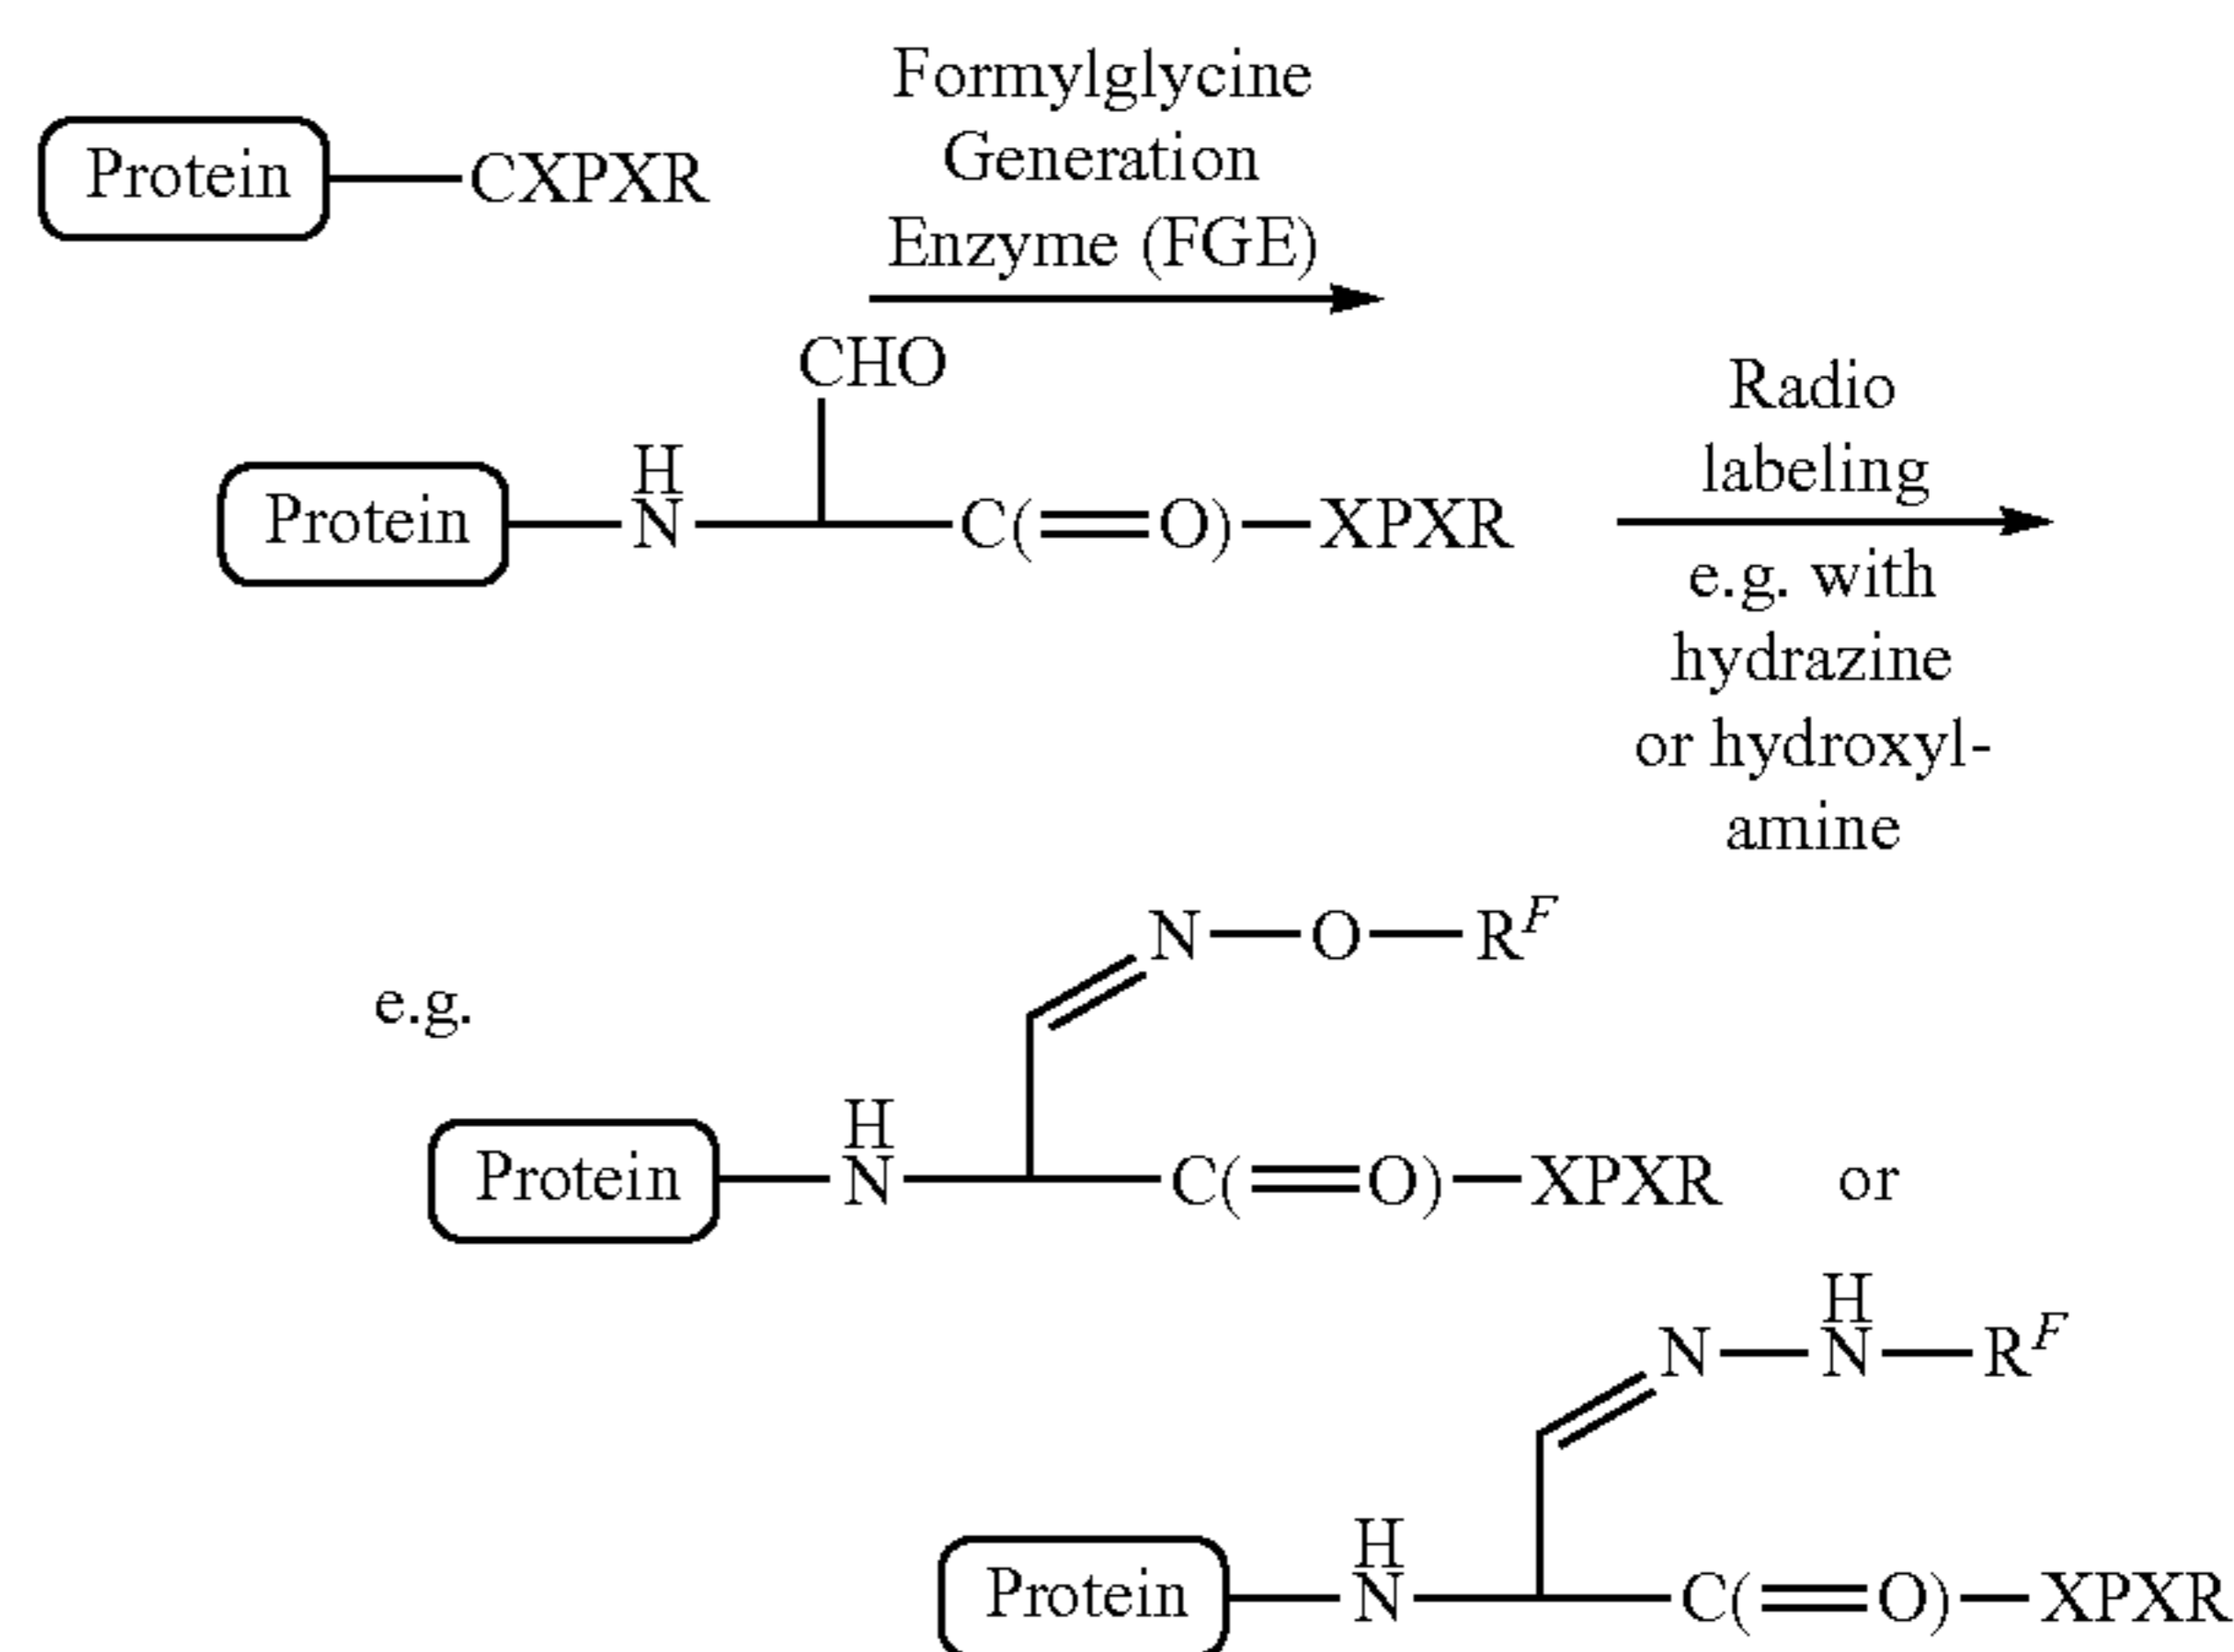 Formylglycine
Generation
Enzyme (FGE)
Protein—CXPXR
CHO
Protein—N—C(═O)—XPXR
H
Radio
labeling
e.g. with
hydrazine
or hydroxyl-
amine
N—O—R^F
e.g.
H
Protein—N—C(═O)—XPXR or
H
N—N—R^F
H
Protein—N—C(═O)—XPXR